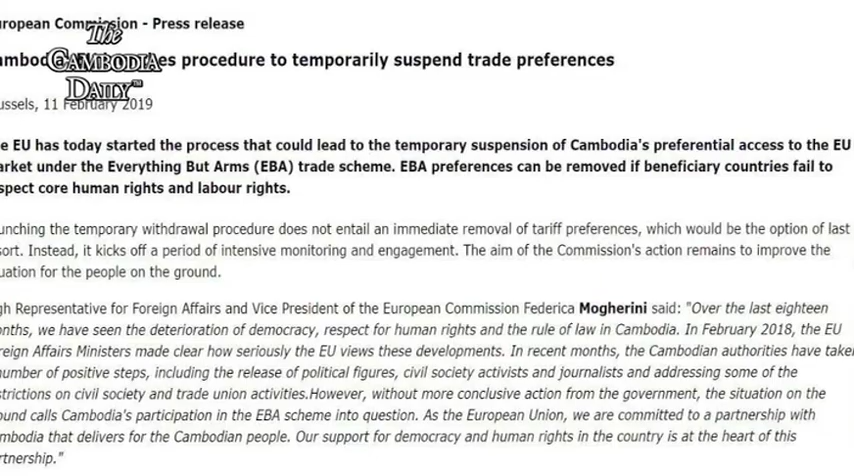 uropean Commission - Press release
The
CAMBODIA
DAILY™
ambod es procedure to temporarily suspend trade preferences
ussels, 11 February 2019
e EU has today started the process that could lead to the temporary suspension of Cambodia's preferential access to the EU
arket under the Everything But Arms (EBA) trade scheme. EBA preferences can be removed if beneficiary countries fail to
spect core human rights and labour rights.
unching the temporary withdrawal procedure does not entail an immediate removal of tariff preferences, which would be the option of last
sort. Instead, it kicks off a period of intensive monitoring and engagement. The aim of the Commission's action remains to improve the
uation for the people on the ground.
gh Representative for Foreign Affairs and Vice President of the European Commission Federica Mogherini said: "Over the last eighteen
onths, we have seen the deterioration of democracy, respect for human rights and the rule of law in Cambodia. In February 2018, the EU
reign Affairs Ministers made clear how seriously the EU views these developments. In recent months, the Cambodian authorities have taken
number of positive steps, including the release of political figures, civil society activists and journalists and addressing some of the
strictions on civil society and trade union activities.However, without more conclusive action from the government, the situation on the
ound calls Cambodia's participation in the EBA scheme into question. As the European Union, we are committed to a partnership with
mbodia that delivers for the Cambodian people. Our support for democracy and human rights in the country is at the heart of this
rtnership."